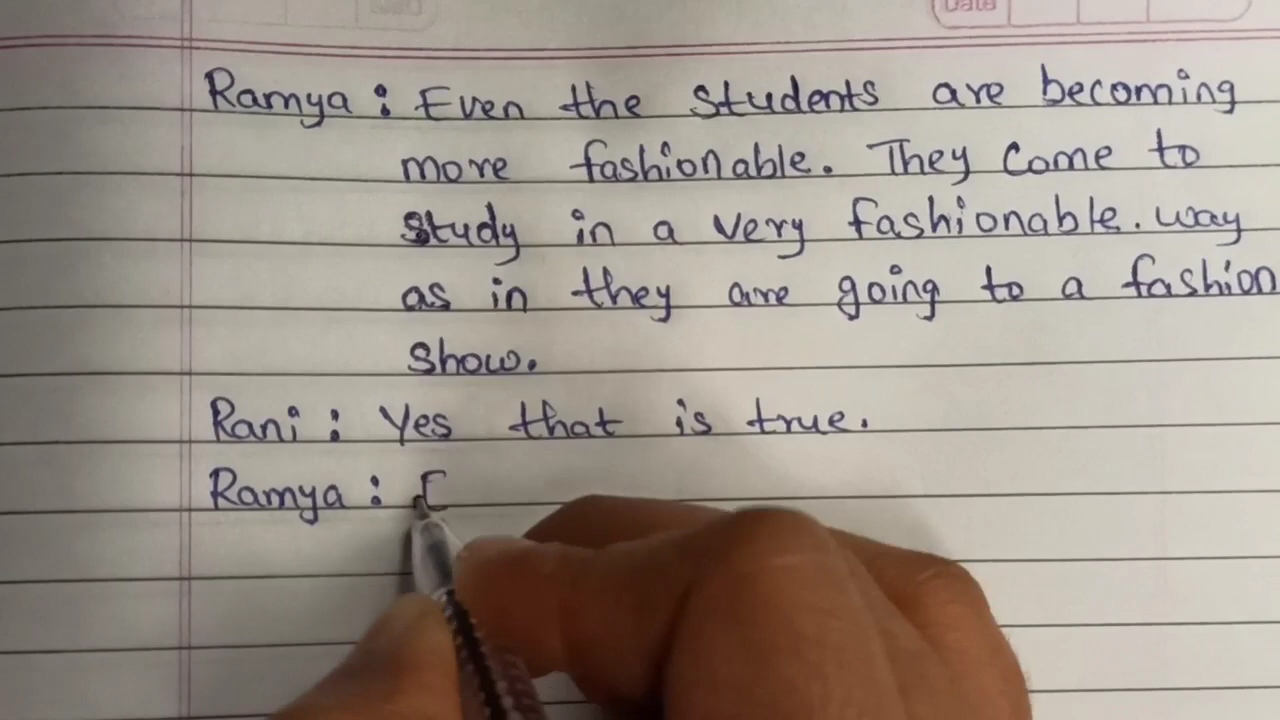 Date
Ramya : Even the students are becoming
more fashionable. They come to
study in a very fashionable. way
as in they are going to a fashion
show.
Rani : Yes that is true.
Ramya : E